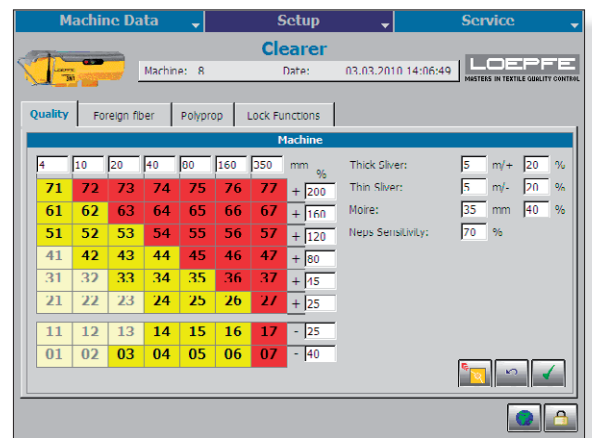 Machine Data Setup Service
Clearer
LOEPFE
Machine: 8 Date: 03.03.2010 14:06:49
LOEPFE
MASTERS IN TEXTILE QUALITY CONTROL
Quality Foreign fiber Polyprop Lock Functions
Machine
4 10 20 40 80 160 350 mm %
Thick Sliver: 5 m/+ 20 %
71 72 73 74 75 76 77 + 200
Thin Sliver: 5 m/- 20 %
61 62 63 64 65 66 67 + 160
Moire: 35 mm 40 %
51 52 53 54 55 56 57 + 120
Neps Sensitivity: 70 %
41 42 43 44 45 46 47 + 80
31 32 33 34 35 36 37 + 45
21 22 23 24 25 26 27 + 25
11 12 13 14 15 16 17 - 25
01 02 03 04 05 06 07 - 40